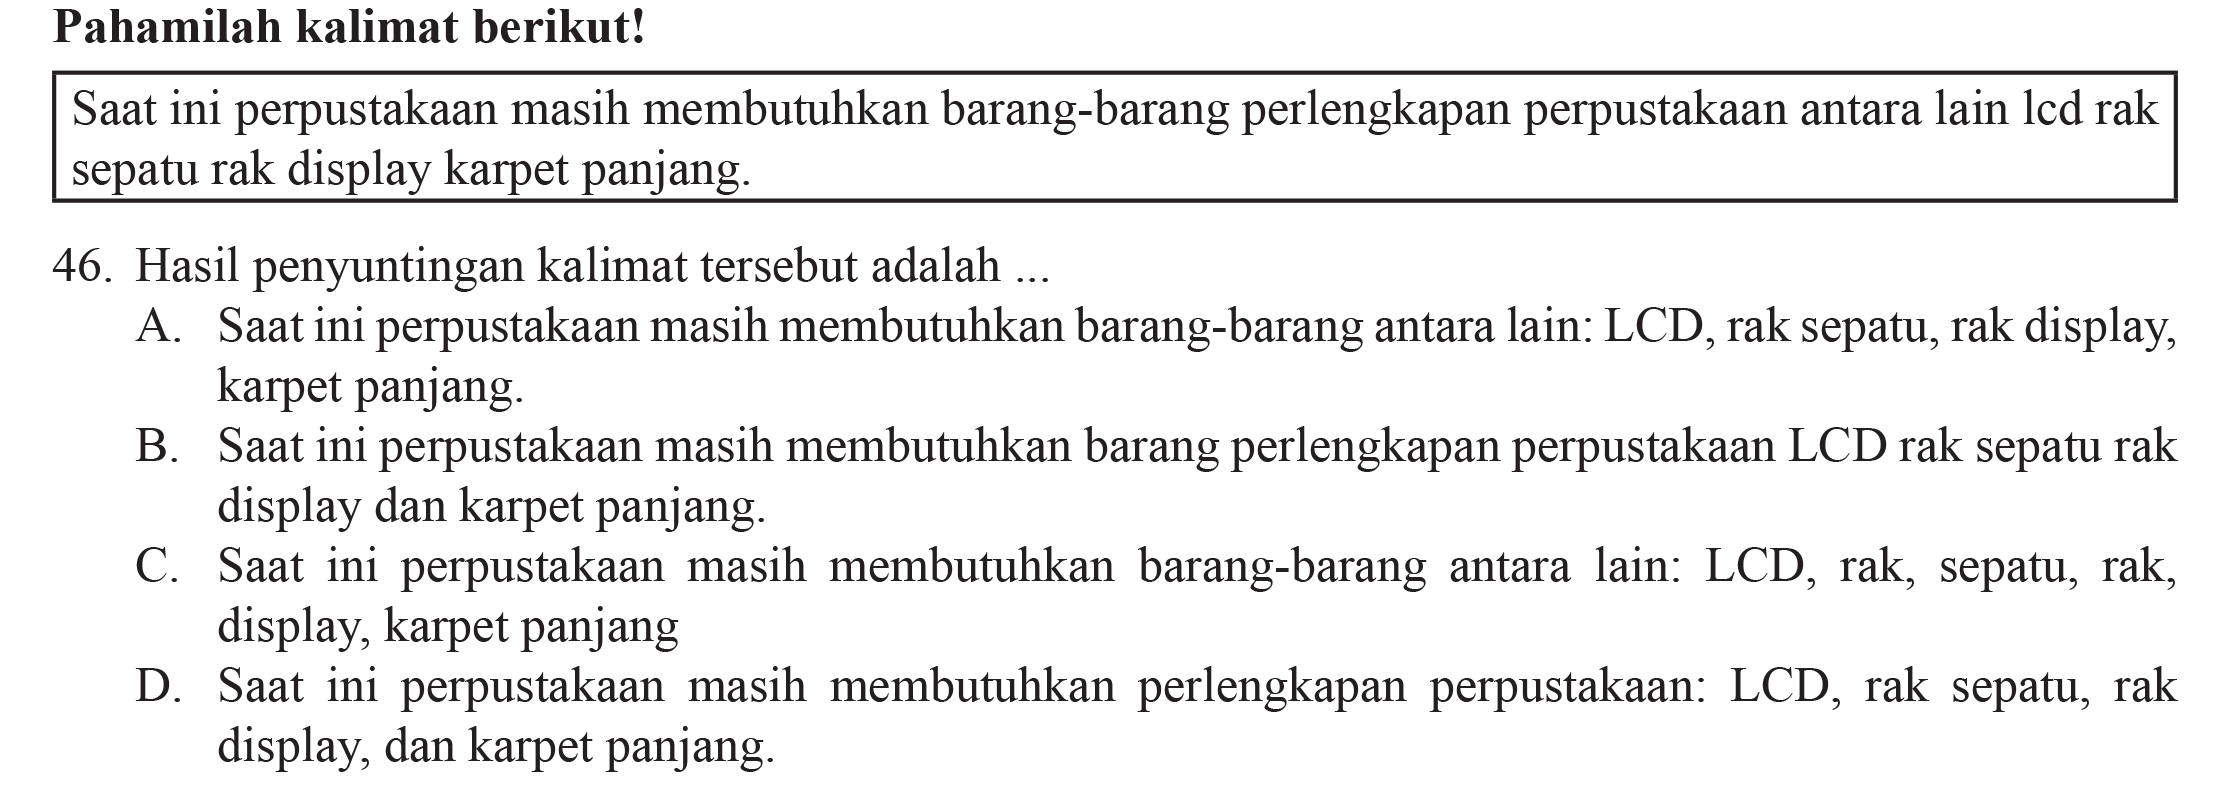 Pahamilah kalimat berikut!
Saat ini perpustakaan masih membutuhkan barang-barang perlengkapan perpustakaan antara lain lcd rak
sepatu rak display karpet panjang.
46. Hasil penyuntingan kalimat tersebut adalah ...
A. Saat ini perpustakaan masih membutuhkan barang-barang antara lain: LCD, rak sepatu, rak display,
karpet panjang.
B. Saat ini perpustakaan masih membutuhkan barang perlengkapan perpustakaan LCD rak sepatu rak
display dan karpet panjang.
C. Saat ini perpustakaan masih membutuhkan barang-barang antara lain: LCD, rak, sepatu, rak,
display, karpet panjang
D. Saat ini perpustakaan masih membutuhkan perlengkapan perpustakaan: LCD, rak sepatu, rak
display, dan karpet panjang.